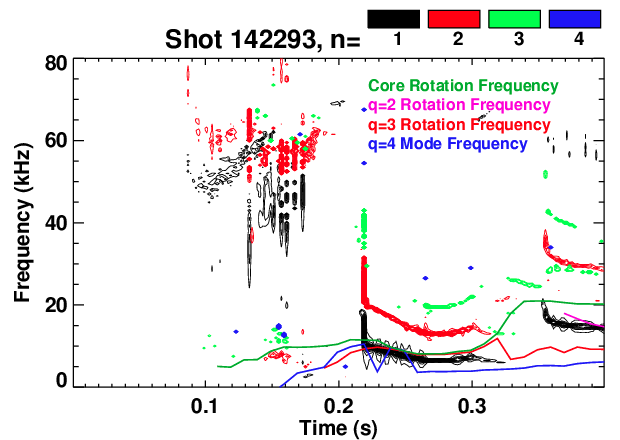 Shot 142293, n=
1 2 3 4
80
60
40
20
0
Frequency (kHz)
Core Rotation Frequency
q=2 Rotation Frequency
q=3 Rotation Frequency
q=4 Mode Frequency
0.1 0.2 0.3
Time (s)